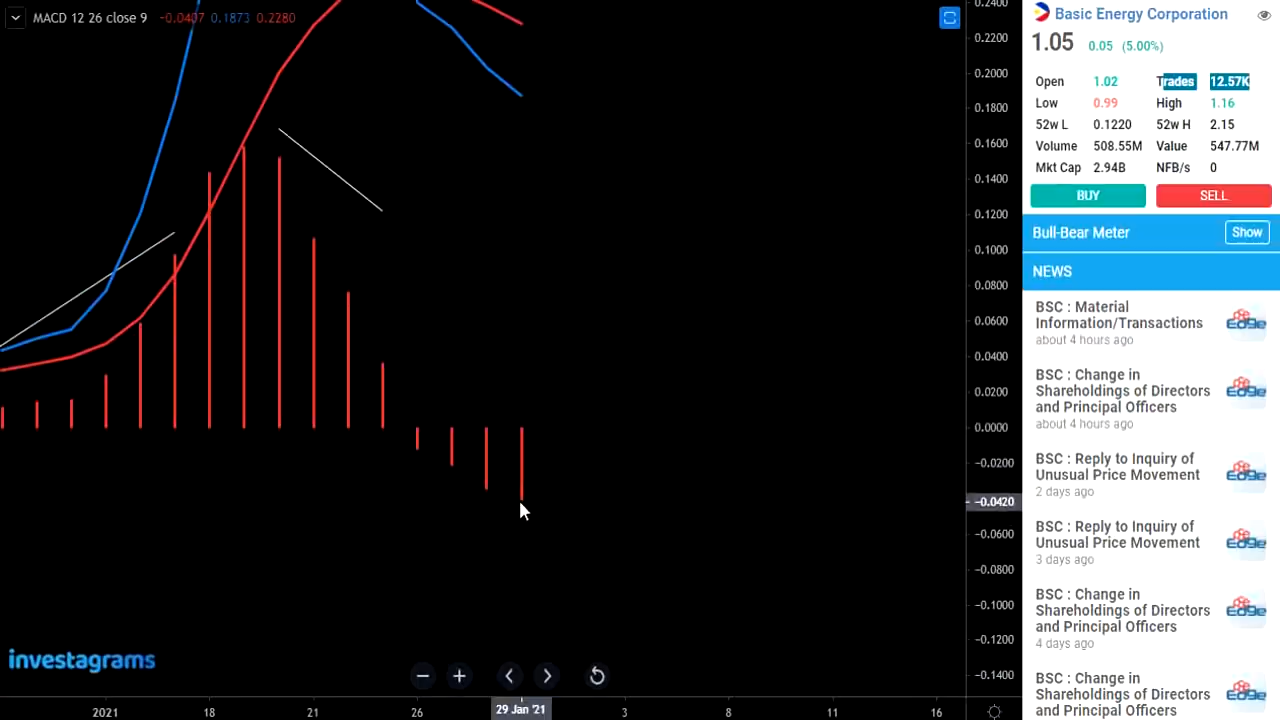 MACD 12 26 close 9 −0.0407 0.1873 0.2280
0.2400
0.2200
0.2000
0.1800
0.1600
0.1400
0.1200
0.1000
0.0800
0.0600
0.0400
0.0200
0.0000
−0.0200
−0.0420
−0.0600
−0.0800
−0.1000
−0.1200
−0.1400
investagrams
2021 18 21 26 29 Jan '21 3 8 11 16
Basic Energy Corporation
1.05 0.05 (5.00%)
Open 1.02 Trades 12.57K
Low 0.99 High 1.16
52w L 0.1220 52w H 2.15
Volume 508.55M Value 547.77M
Mkt Cap 2.94B NFB/s 0
BUY SELL
Bull-Bear Meter Show
NEWS
BSC : Material
Information/Transactions
about 4 hours ago
BSC : Change in
Shareholdings of Directors
and Principal Officers
about 4 hours ago
BSC : Reply to Inquiry of
Unusual Price Movement
2 days ago
BSC : Reply to Inquiry of
Unusual Price Movement
3 days ago
BSC : Change in
Shareholdings of Directors
and Principal Officers
4 days ago
BSC : Change in
Shareholdings of Directors
and Principal Officers
EDGE
EDGE
EDGE
EDGE
EDGE
EDGE